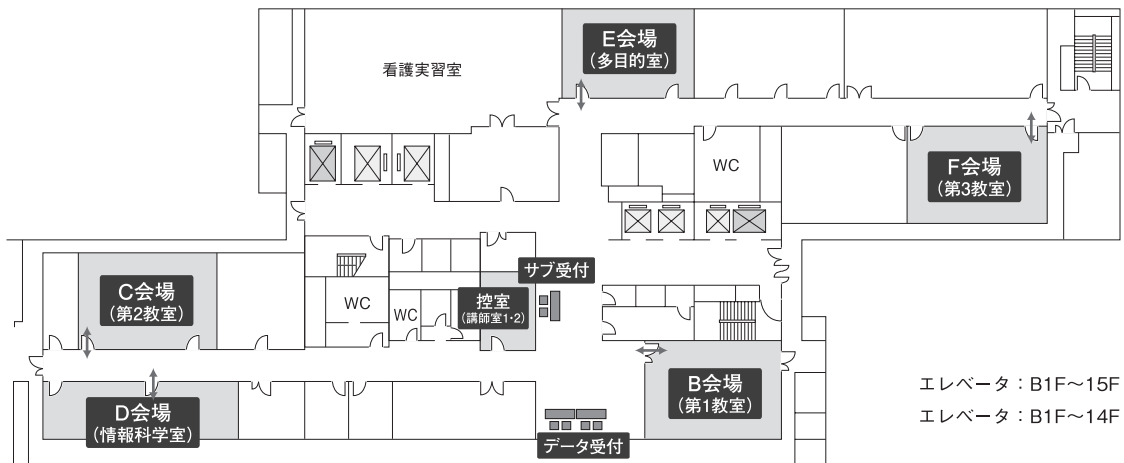 E会場
(多目的室)
看護実習室
WC
F会場
(第3教室)
サブ受付
C会場
(第2教室)
WC
WC
控室
(講師室1・2)
B会場
(第1教室)
エレベータ：B1F～15F
D会場
(情報科学室)
エレベータ：B1F～14F
データ受付